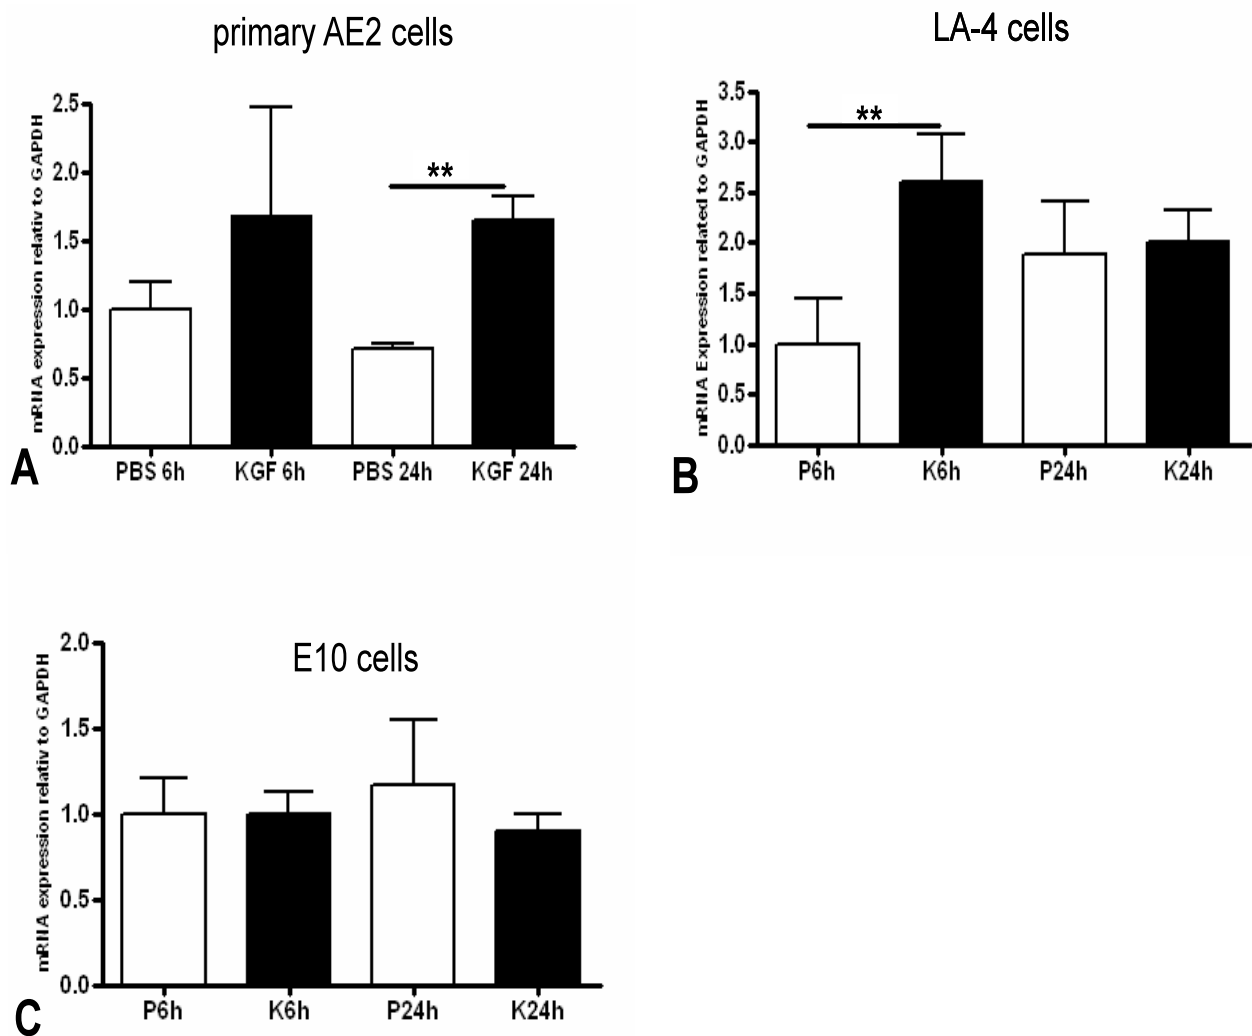 primary AE2 cells
mRNA expression relativ to GAPDH
2.5
2.0
1.5
1.0
0.5
0.0
**
PBS 6h KGF 6h PBS 24h KGF 24h
A
LA-4 cells
mRNA Expression related to GAPDH
3.5
3.0
2.5
2.0
1.5
1.0
0.5
0.0
**
P6h K6h P24h K24h
B
E10 cells
mRNA expression relativ to GAPDH
2.0
1.5
1.0
0.5
0.0
P6h K6h P24h K24h
C